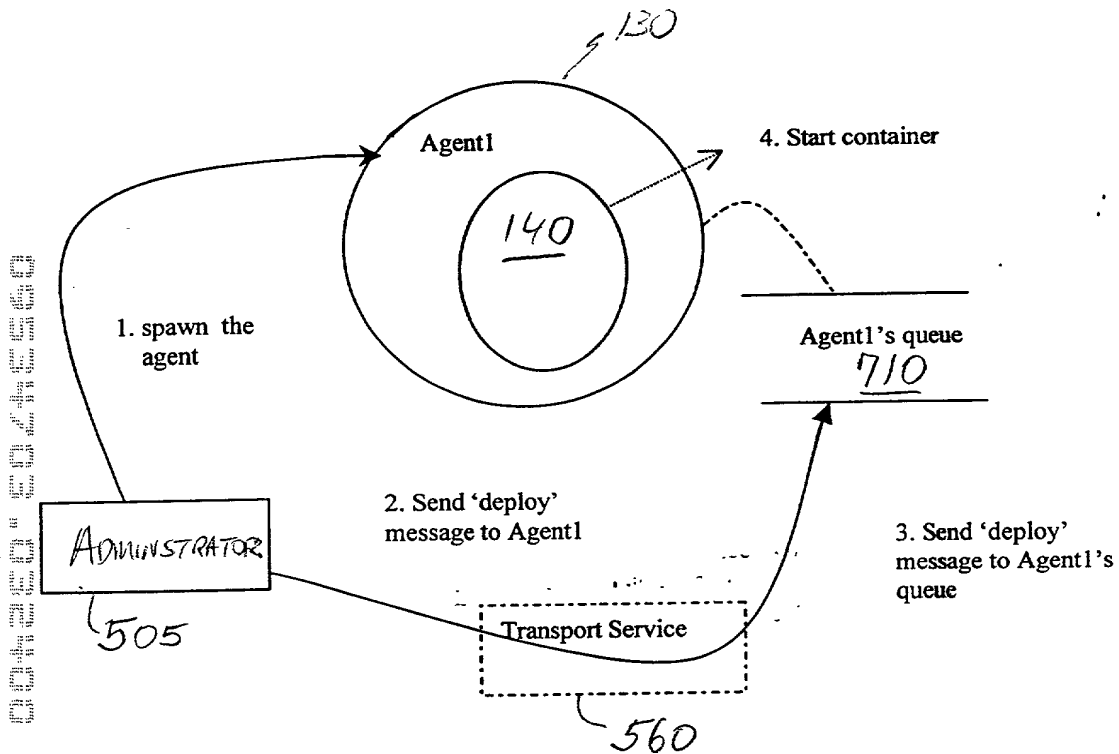 130
Agent1
4. Start container
140
1. spawn the
agent
Agent1's queue
710
2. Send ‘deploy’
message to Agent1
3. Send ‘deploy’
message to Agent1's
queue
ADMINSTRATOR
505
Transport Service
560